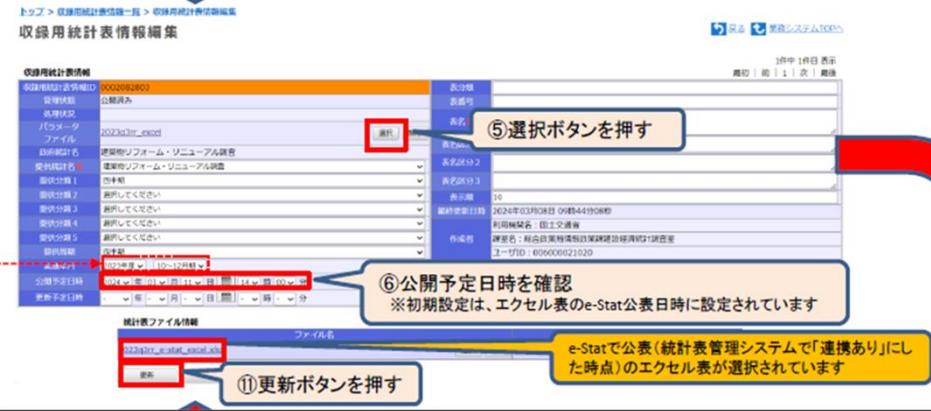 トップ > 収録用統計表情報一覧 > 収録用統計表情報編集
収録用統計表情報編集
戻る 業務システムTOPへ
1件中 1件目 表示
最初 | 前 | 1 | 次 | 最後
収録用統計表情報
収録用統計表情報ID 0002082803
管理状態 公開済み
処理状況
パラメータファイル 2023q3rr_excel 選択
政府統計名 建築物リフォーム・リニューアル調査
提供統計名 建築物リフォーム・リニューアル調査
提供分類1 四半期
提供分類2 選択してください
提供分類3 選択してください
提供分類4 選択してください
提供分類5 選択してください
提供周期 四半期
2023年度 10～12月期
公開予定日時 2024 年 03 月 11 日 14 時 00 分
更新予定日時 - 年 - 月 - 日 - 時 - 分
表分類
表番号
表名
表名区分2
表名区分3
表示順 10
最終更新日時 2024年03月08日 09時44分08秒
作成者 利用機関名：国土交通省
課室名：総合政策局情報政策課建設経済統計調査室
ユーザID：006000021020
⑤選択ボタンを押す
⑥公開予定日時を確認
※初期設定は、エクセル表のe-Stat公表日時に設定されています
統計表ファイル情報
ファイル名
023q3rr_e-stat_excel.xls
e-Statで公表（統計表管理システムで「連携あり」にし
た時点）のエクセル表が選択されています
更新
⑪更新ボタンを押す